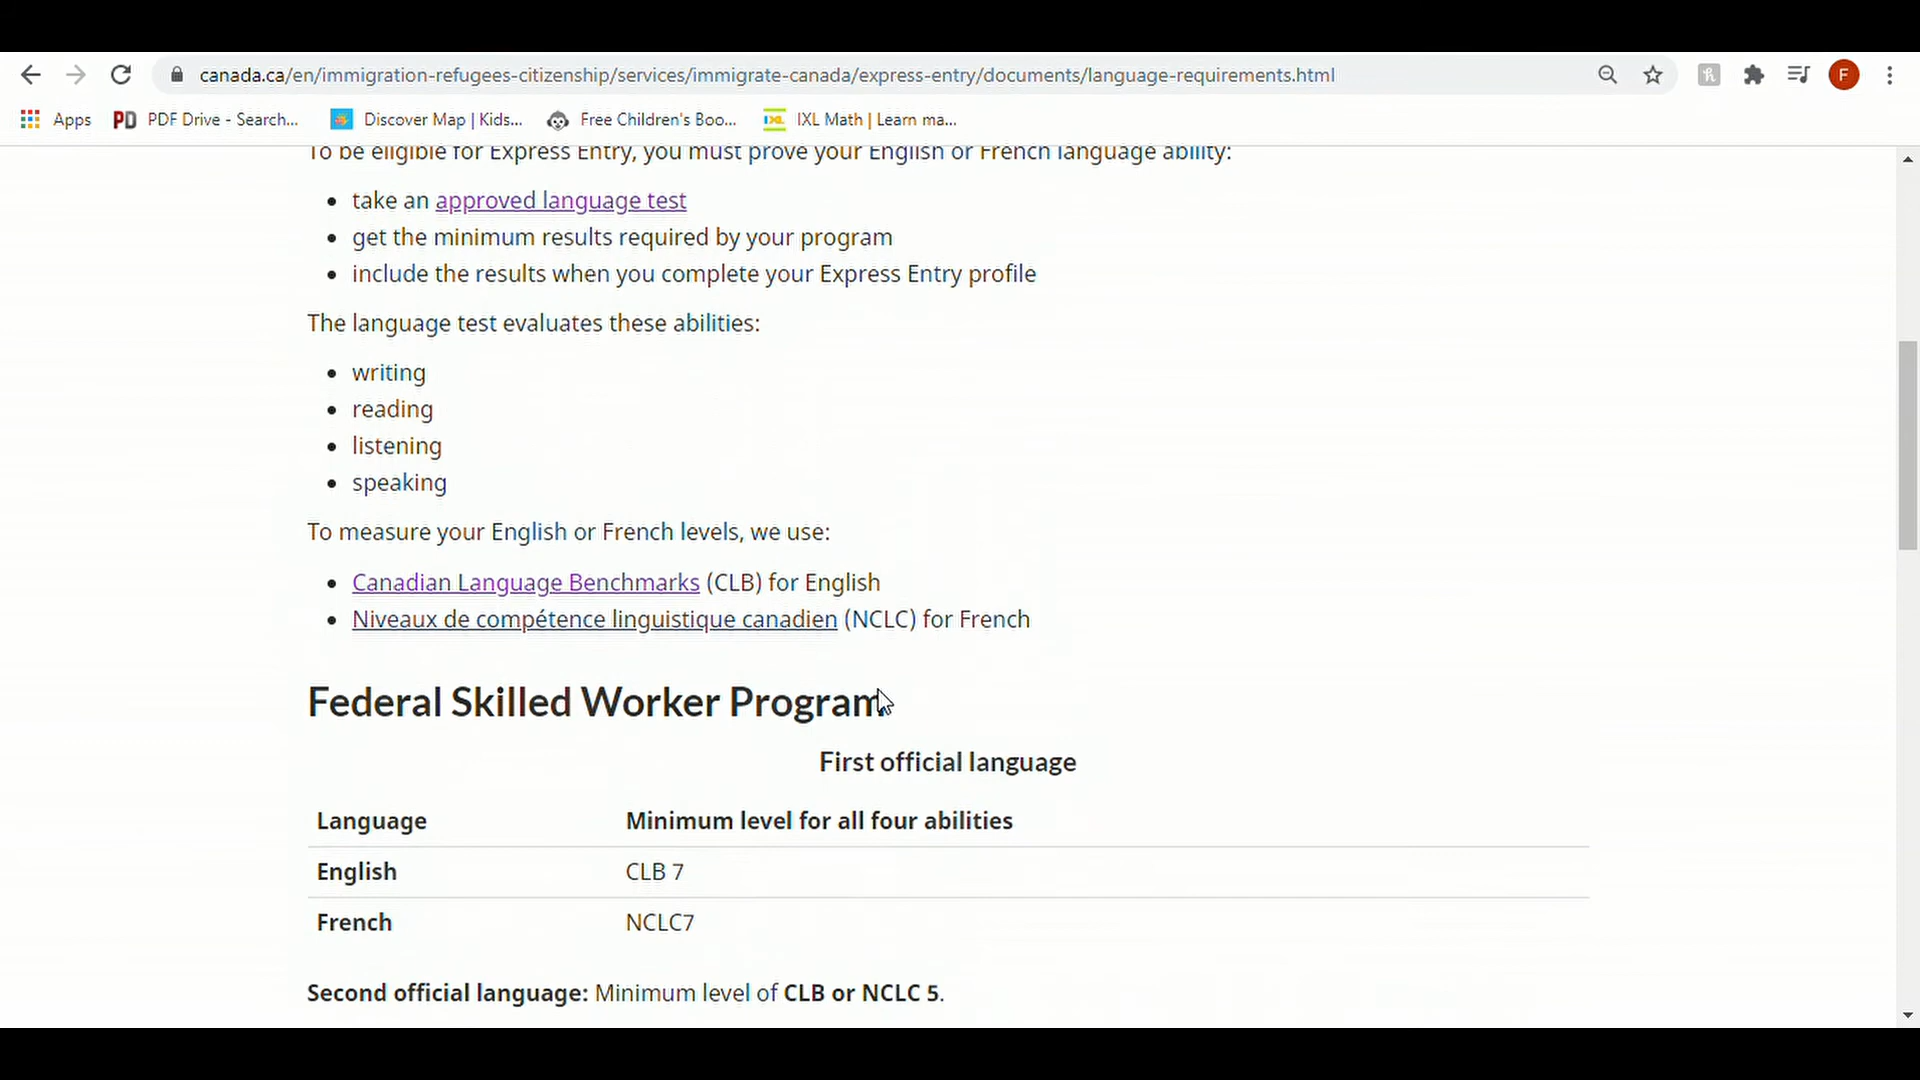 canada.ca/en/immigration-refugees-citizenship/services/immigrate-canada/express-entry/documents/language-requirements.html
F
Apps PDF Drive - Search... Discover Map | Kids... Free Children's Boo... IXL Math | Learn ma...
To be eligible for Express Entry, you must prove your English or French language ability:
take an approved language test
get the minimum results required by your program
include the results when you complete your Express Entry profile
The language test evaluates these abilities:
writing
reading
listening
speaking
To measure your English or French levels, we use:
Canadian Language Benchmarks (CLB) for English
Niveaux de compétence linguistique canadien (NCLC) for French
Federal Skilled Worker Program
First official language
Language Minimum level for all four abilities
English CLB 7
French NCLC7
Second official language: Minimum level of CLB or NCLC 5.